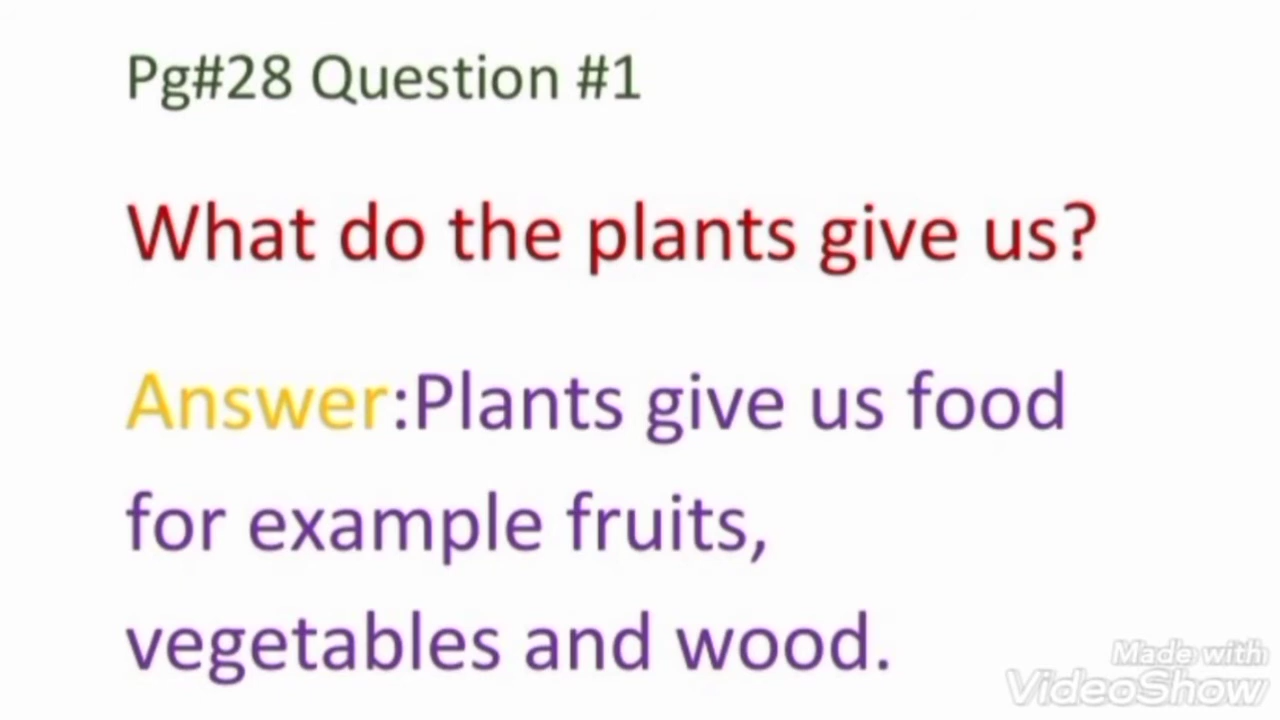 Pg#28 Question #1
What do the plants give us?
Answer:Plants give us food
for example fruits,
vegetables and wood.
Made with
VideoShow